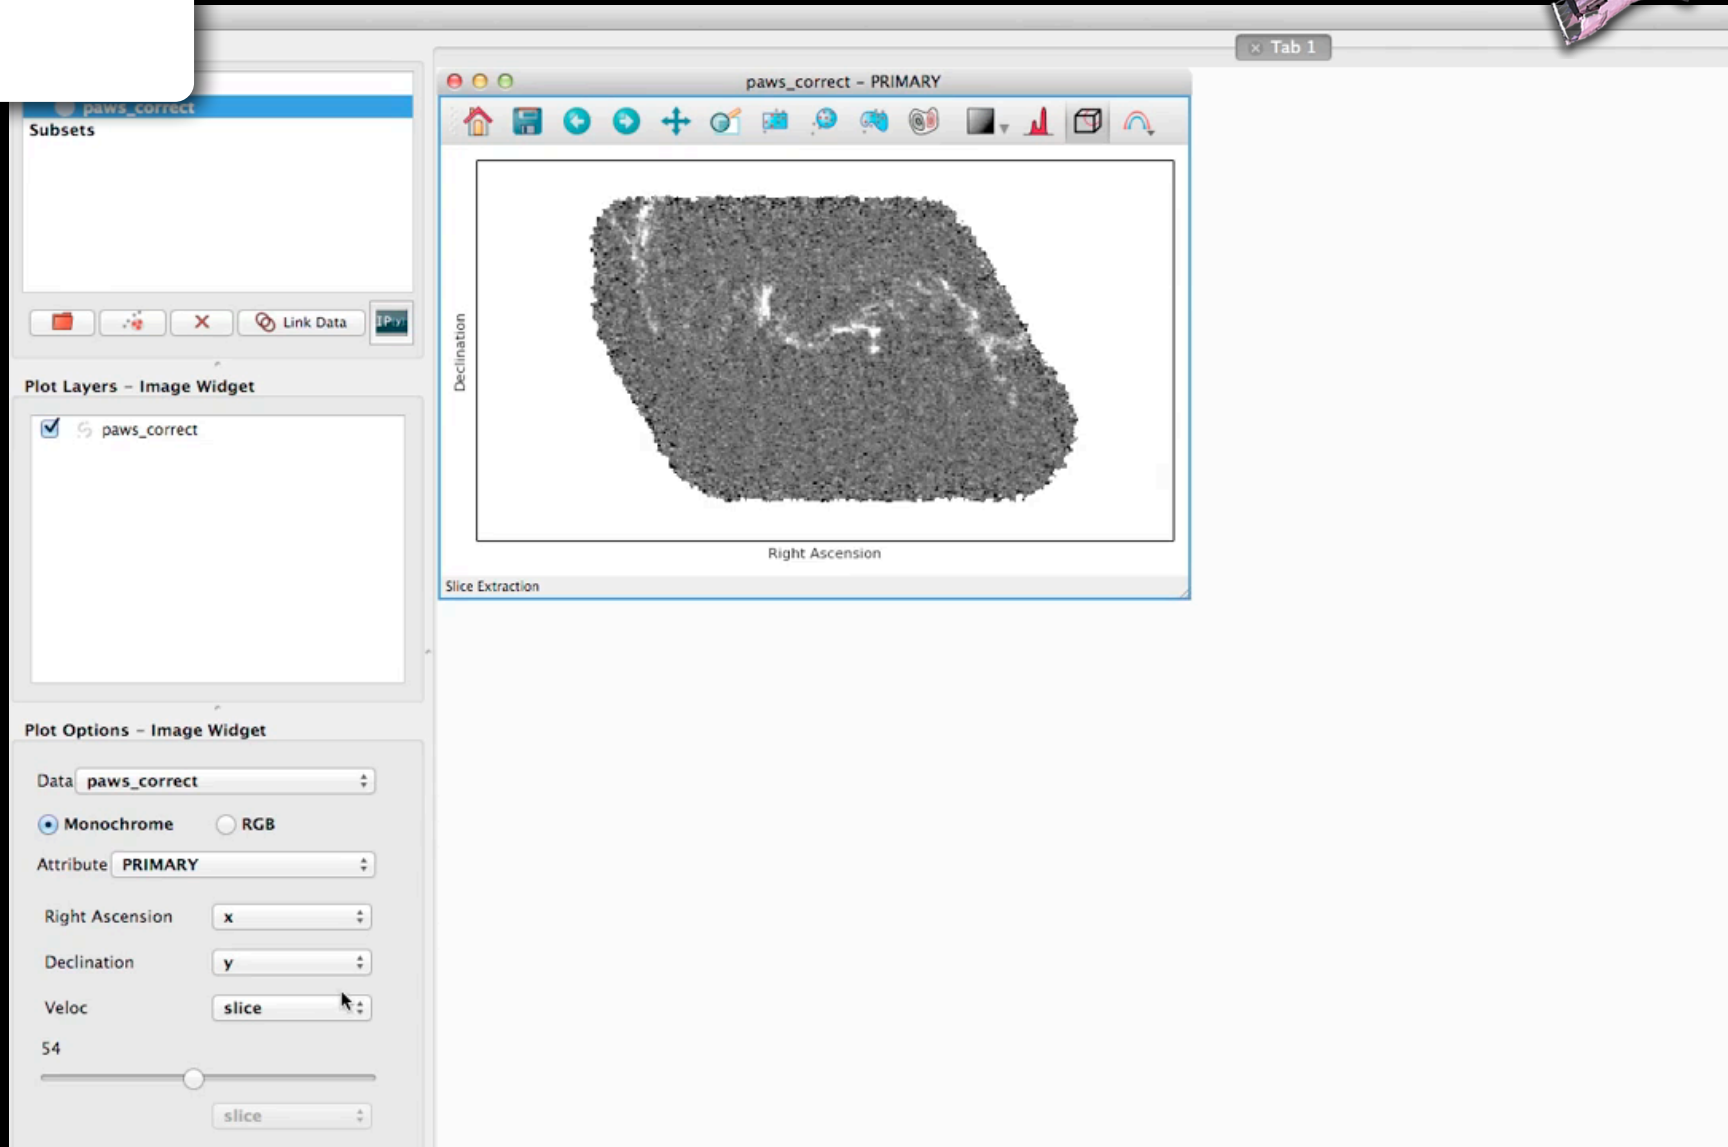 Tab 1
paws_correct
Subsets
Link Data
IP[y]:
Plot Layers – Image Widget
paws_correct
Plot Options – Image Widget
Data paws_correct
Monochrome RGB
Attribute PRIMARY
Right Ascension x
Declination y
Veloc slice
54
slice
paws_correct – PRIMARY
Declination
Right Ascension
Slice Extraction